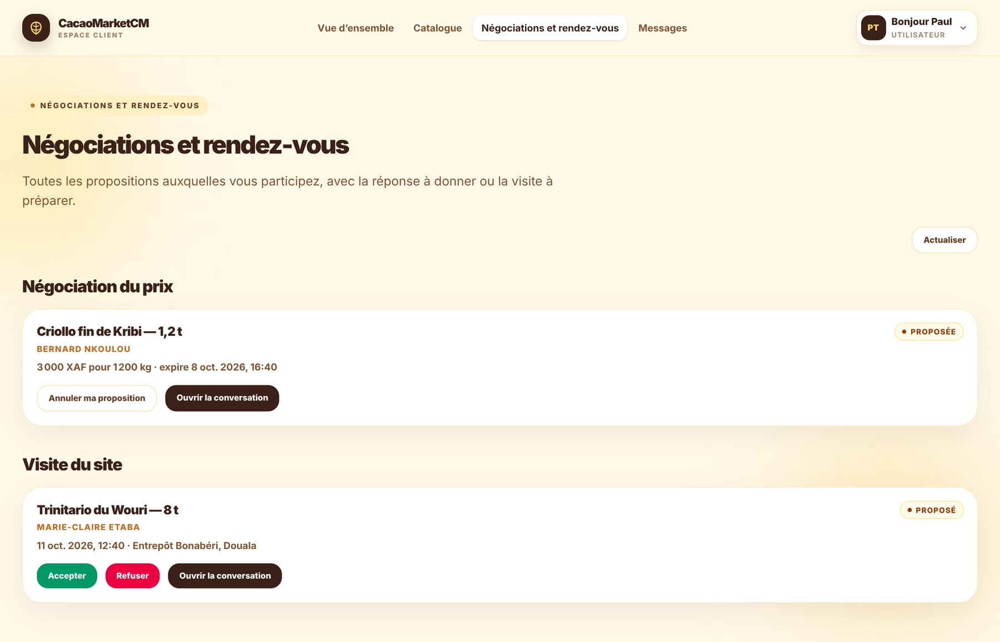 CacaoMarketCM
ESPACE CLIENT
Vue d’ensemble
Catalogue
Négociations et rendez-vous
Messages
PT
Bonjour Paul
UTILISATEUR
NÉGOCIATIONS ET RENDEZ-VOUS
Négociations et rendez-vous
Toutes les propositions auxquelles vous participez, avec la réponse à donner ou la visite à
préparer.
Actualiser
Négociation du prix
Criollo fin de Kribi — 1,2 t
PROPOSÉE
BERNARD NKOULOU
3 000 XAF pour 1 200 kg · expire 8 oct. 2026, 16:40
Annuler ma proposition
Ouvrir la conversation
Visite du site
Trinitario du Wouri — 8 t
PROPOSÉ
MARIE-CLAIRE ETABA
11 oct. 2026, 12:40 · Entrepôt Bonabéri, Douala
Accepter
Refuser
Ouvrir la conversation